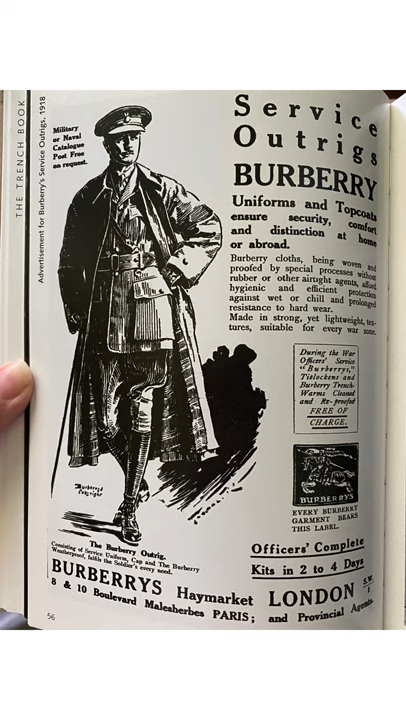 THE TRENCH BOOK
Advertisement for Burberry's Service Outrigs, 1918
Military
or Naval
Catalogue
Post Free
on request.
Service
Outrigs
BURBERRY
Uniforms and Topcoats
ensure security, comfort
and distinction at home
or abroad.
Burberry cloths, being woven and
proofed by special processes without
rubber or other airtight agents, afford
hygienic and efficient protection
against wet or chill and prolonged
resistance to hard wear.
Made in strong, yet lightweight, tex-
tures, suitable for every war zone.
During the War
Officers' Service
"Burberrys,"
Tielockens and
Burberry Trench-
Warms Cleaned
and Re-proofed
FREE OF
CHARGE.
BURBERRYS
EVERY BURBERRY
GARMENT BEARS
THIS LABEL.
Burberrys
Copyright
The Burberry Outrig.
Consisting of Service Uniform, Cap and The Burberry
Weatherproof, fulfils the Soldier's every need.
Officers' Complete
Kits in 2 to 4 Days
BURBERRYS Haymarket LONDON S.W. 1
8 & 10 Boulevard Malesherbes PARIS; and Provincial Agents.
56